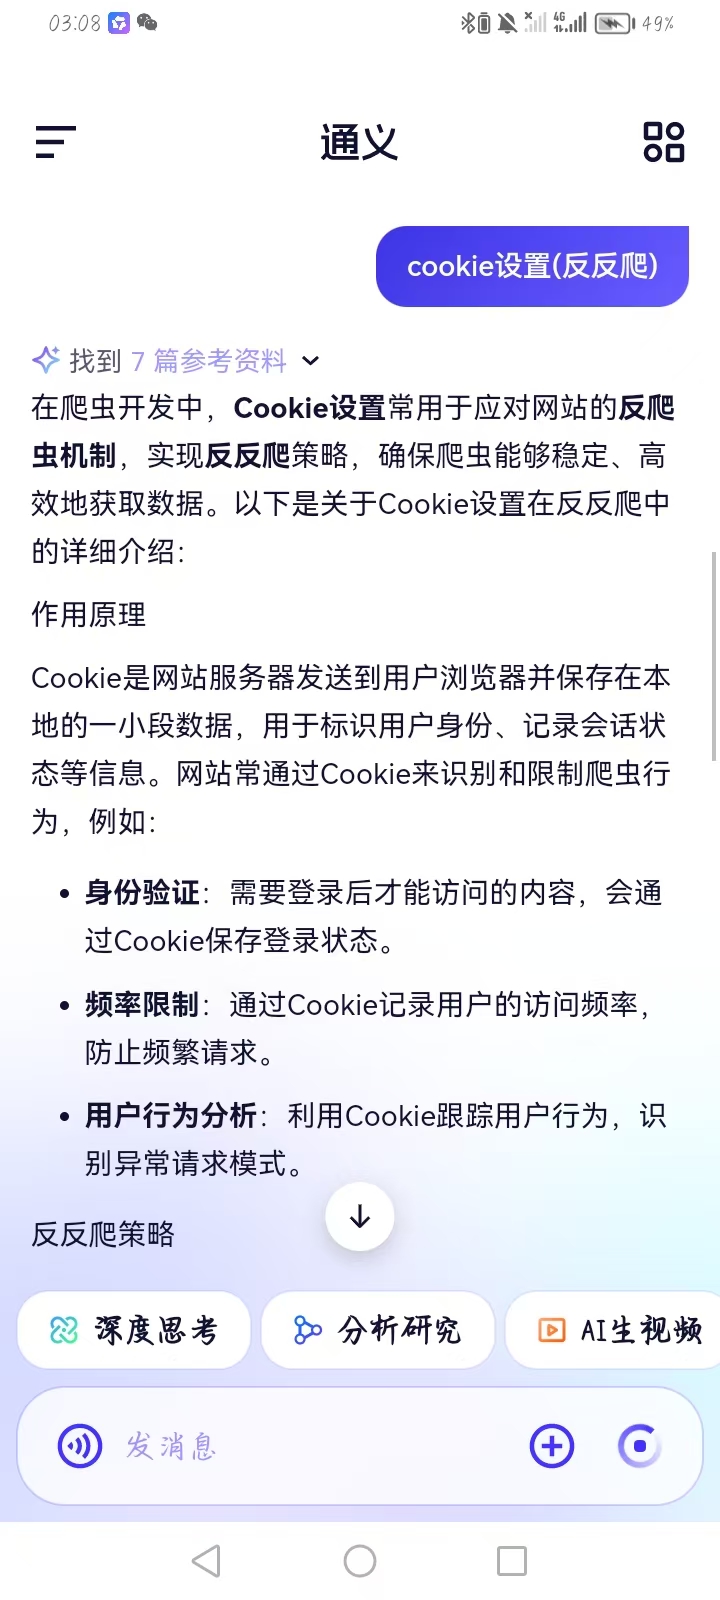 03:08
4G
49%
通义
cookie设置(反反爬)
找到 7 篇参考资料
在爬虫开发中，Cookie设置常用于应对网站的反爬
虫机制，实现反反爬策略，确保爬虫能够稳定、高
效地获取数据。以下是关于Cookie设置在反反爬中
的详细介绍：
作用原理
Cookie是网站服务器发送到用户浏览器并保存在本
地的一小段数据，用于标识用户身份、记录会话状
态等信息。网站常通过Cookie来识别和限制爬虫行
为，例如：
• 身份验证：需要登录后才能访问的内容，会通
过Cookie保存登录状态。
• 频率限制：通过Cookie记录用户的访问频率，
防止频繁请求。
• 用户行为分析：利用Cookie跟踪用户行为，识
别异常请求模式。
反反爬策略
深度思考
分析研究
AI生视频
发消息